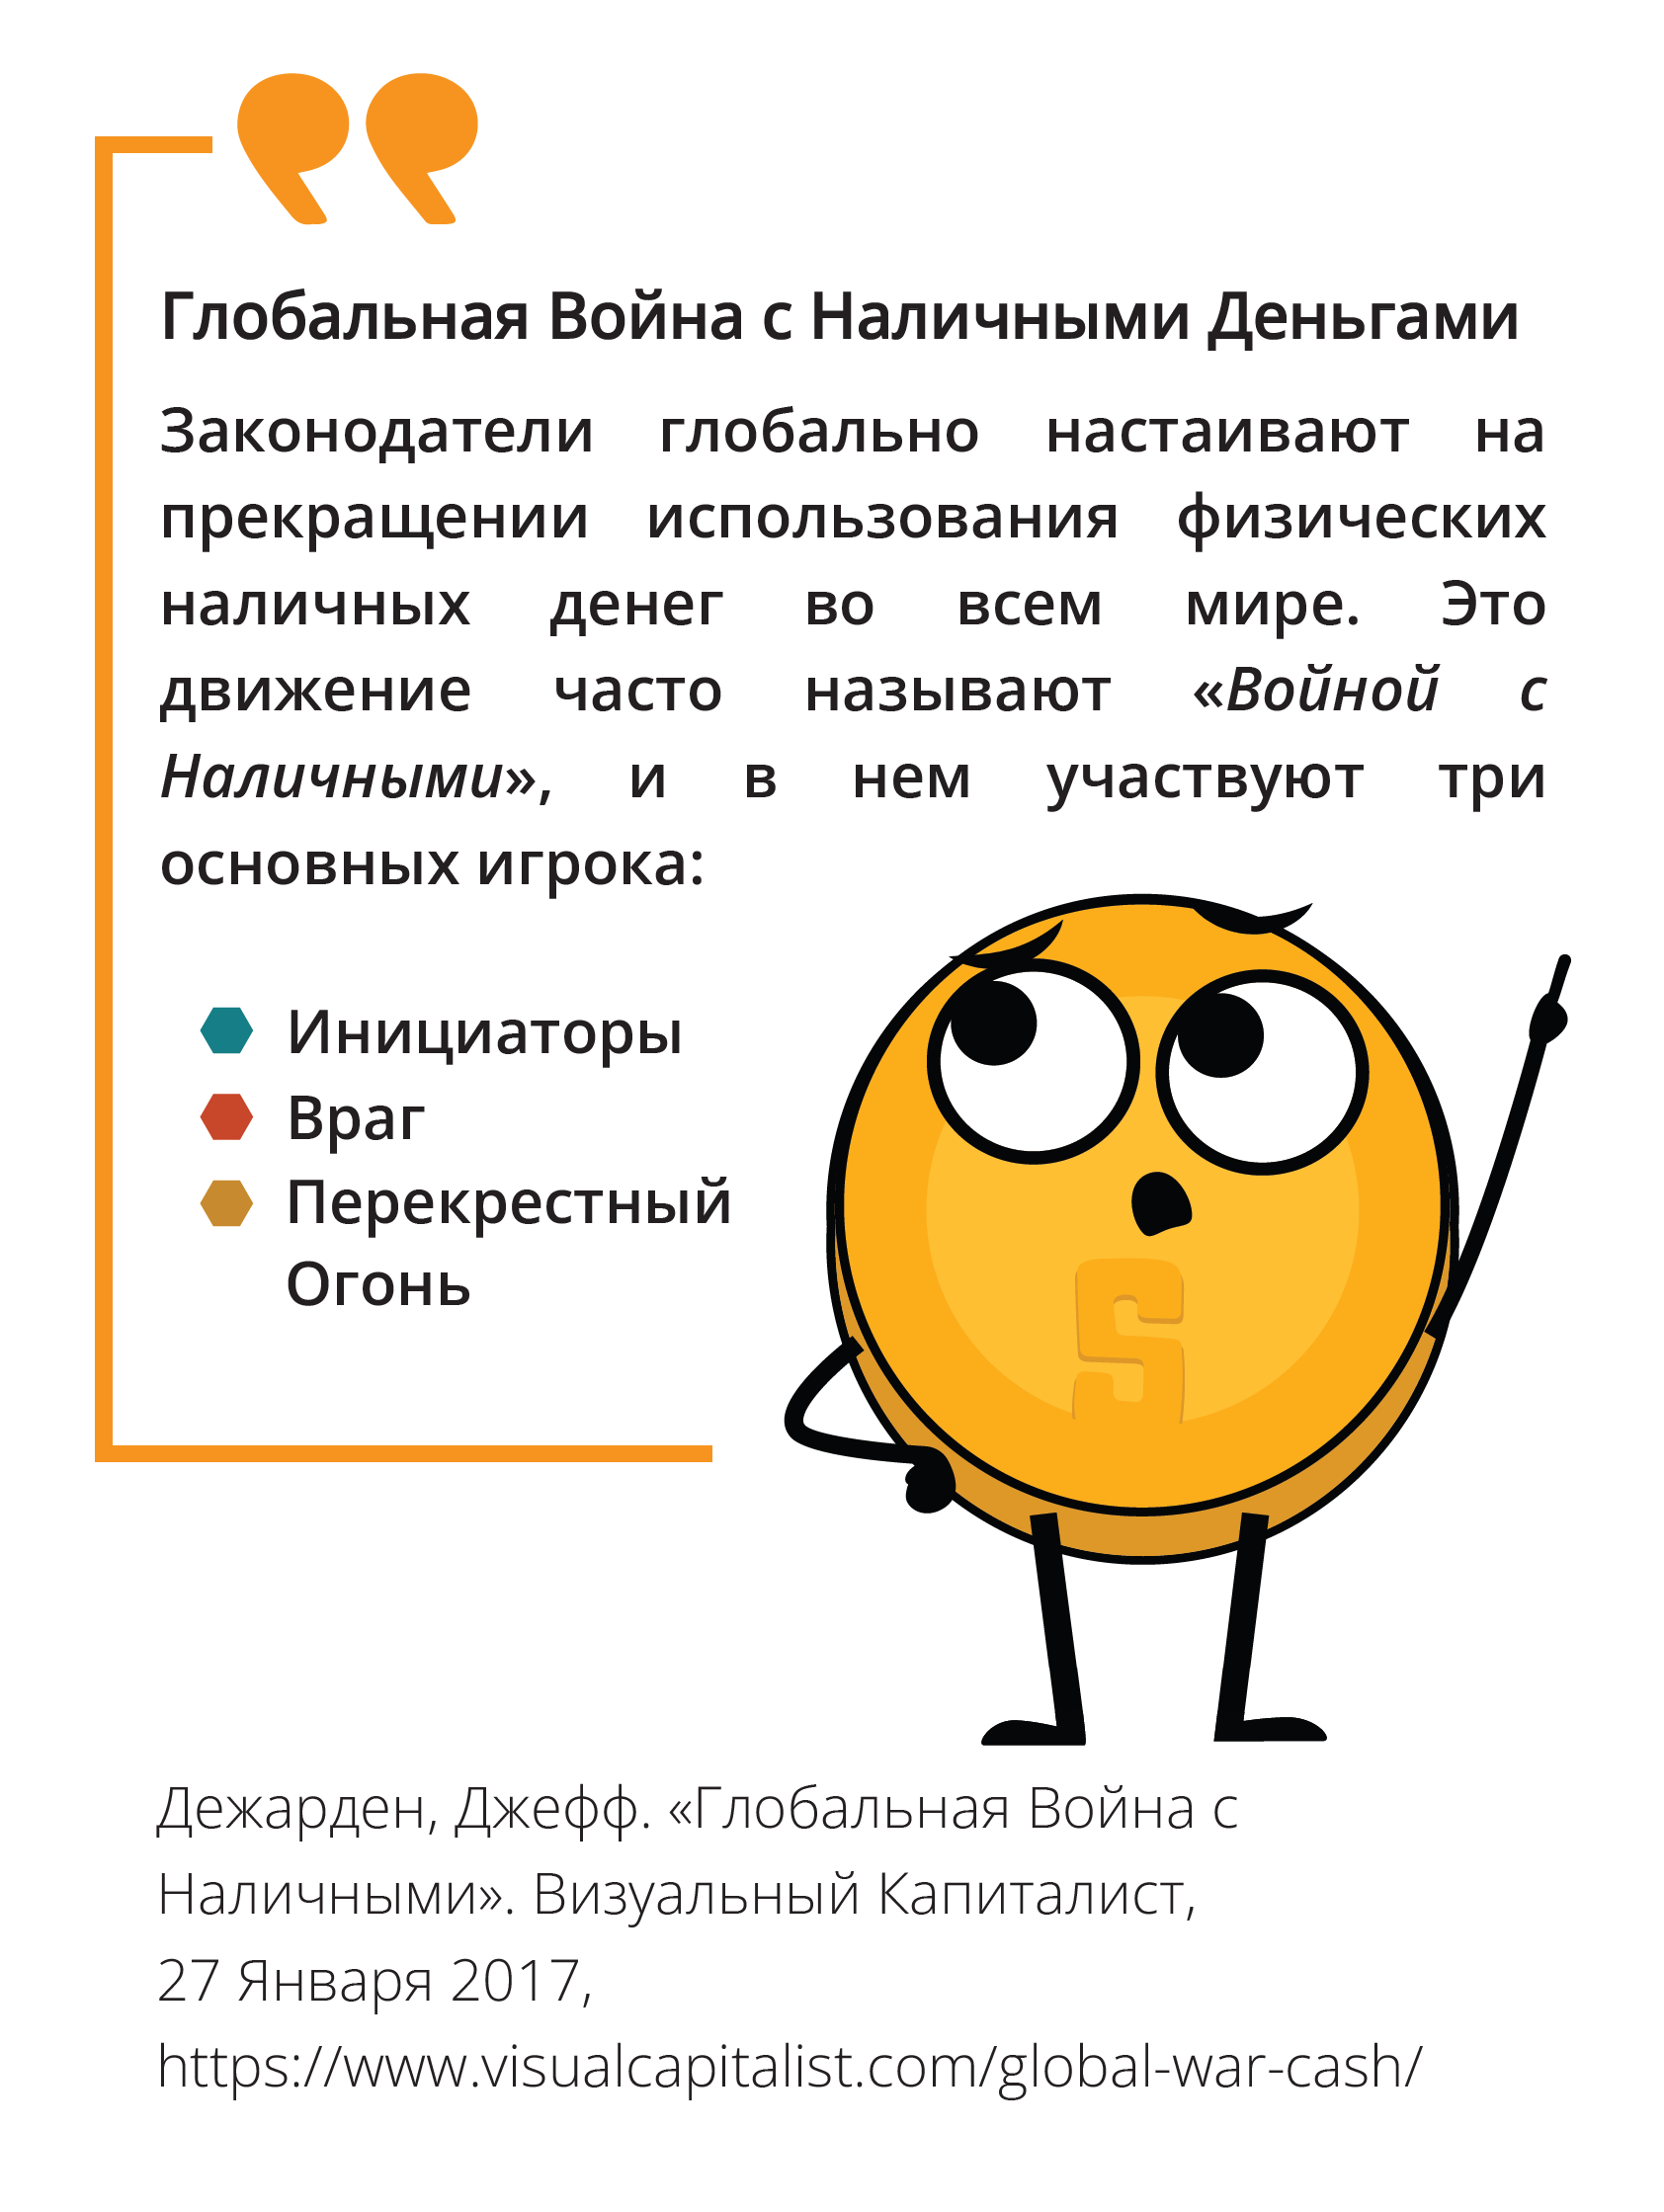 Глобальная Война с Наличными Деньгами
Законодатели глобально настаивают на
прекращении использования физических
наличных денег во всем мире. Это
движение часто называют «Войной с
Наличными», и в нем участвуют три
основных игрока:
Инициаторы
Враг
Перекрестный
Огонь
Дежарден, Джефф. «Глобальная Война с
Наличными». Визуальный Капиталист,
27 Января 2017,
https://www.visualcapitalist.com/global-war-cash/